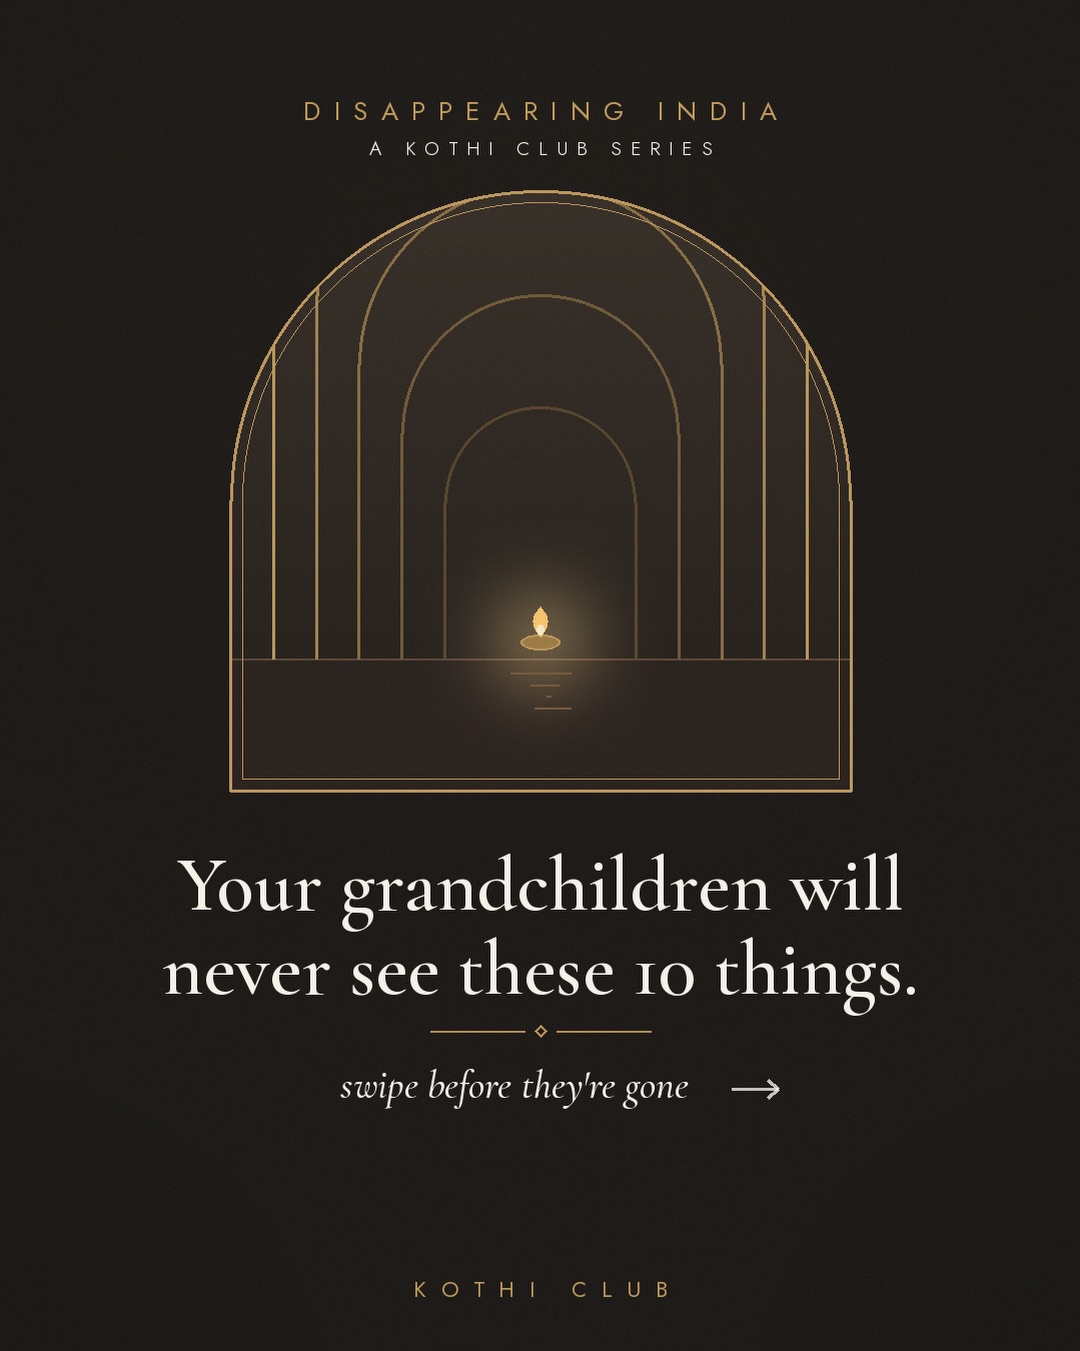 DISAPPEARING INDIA
A KOTHI CLUB SERIES
Your grandchildren will
never see these 10 things.
swipe before they're gone →
KOTHI CLUB